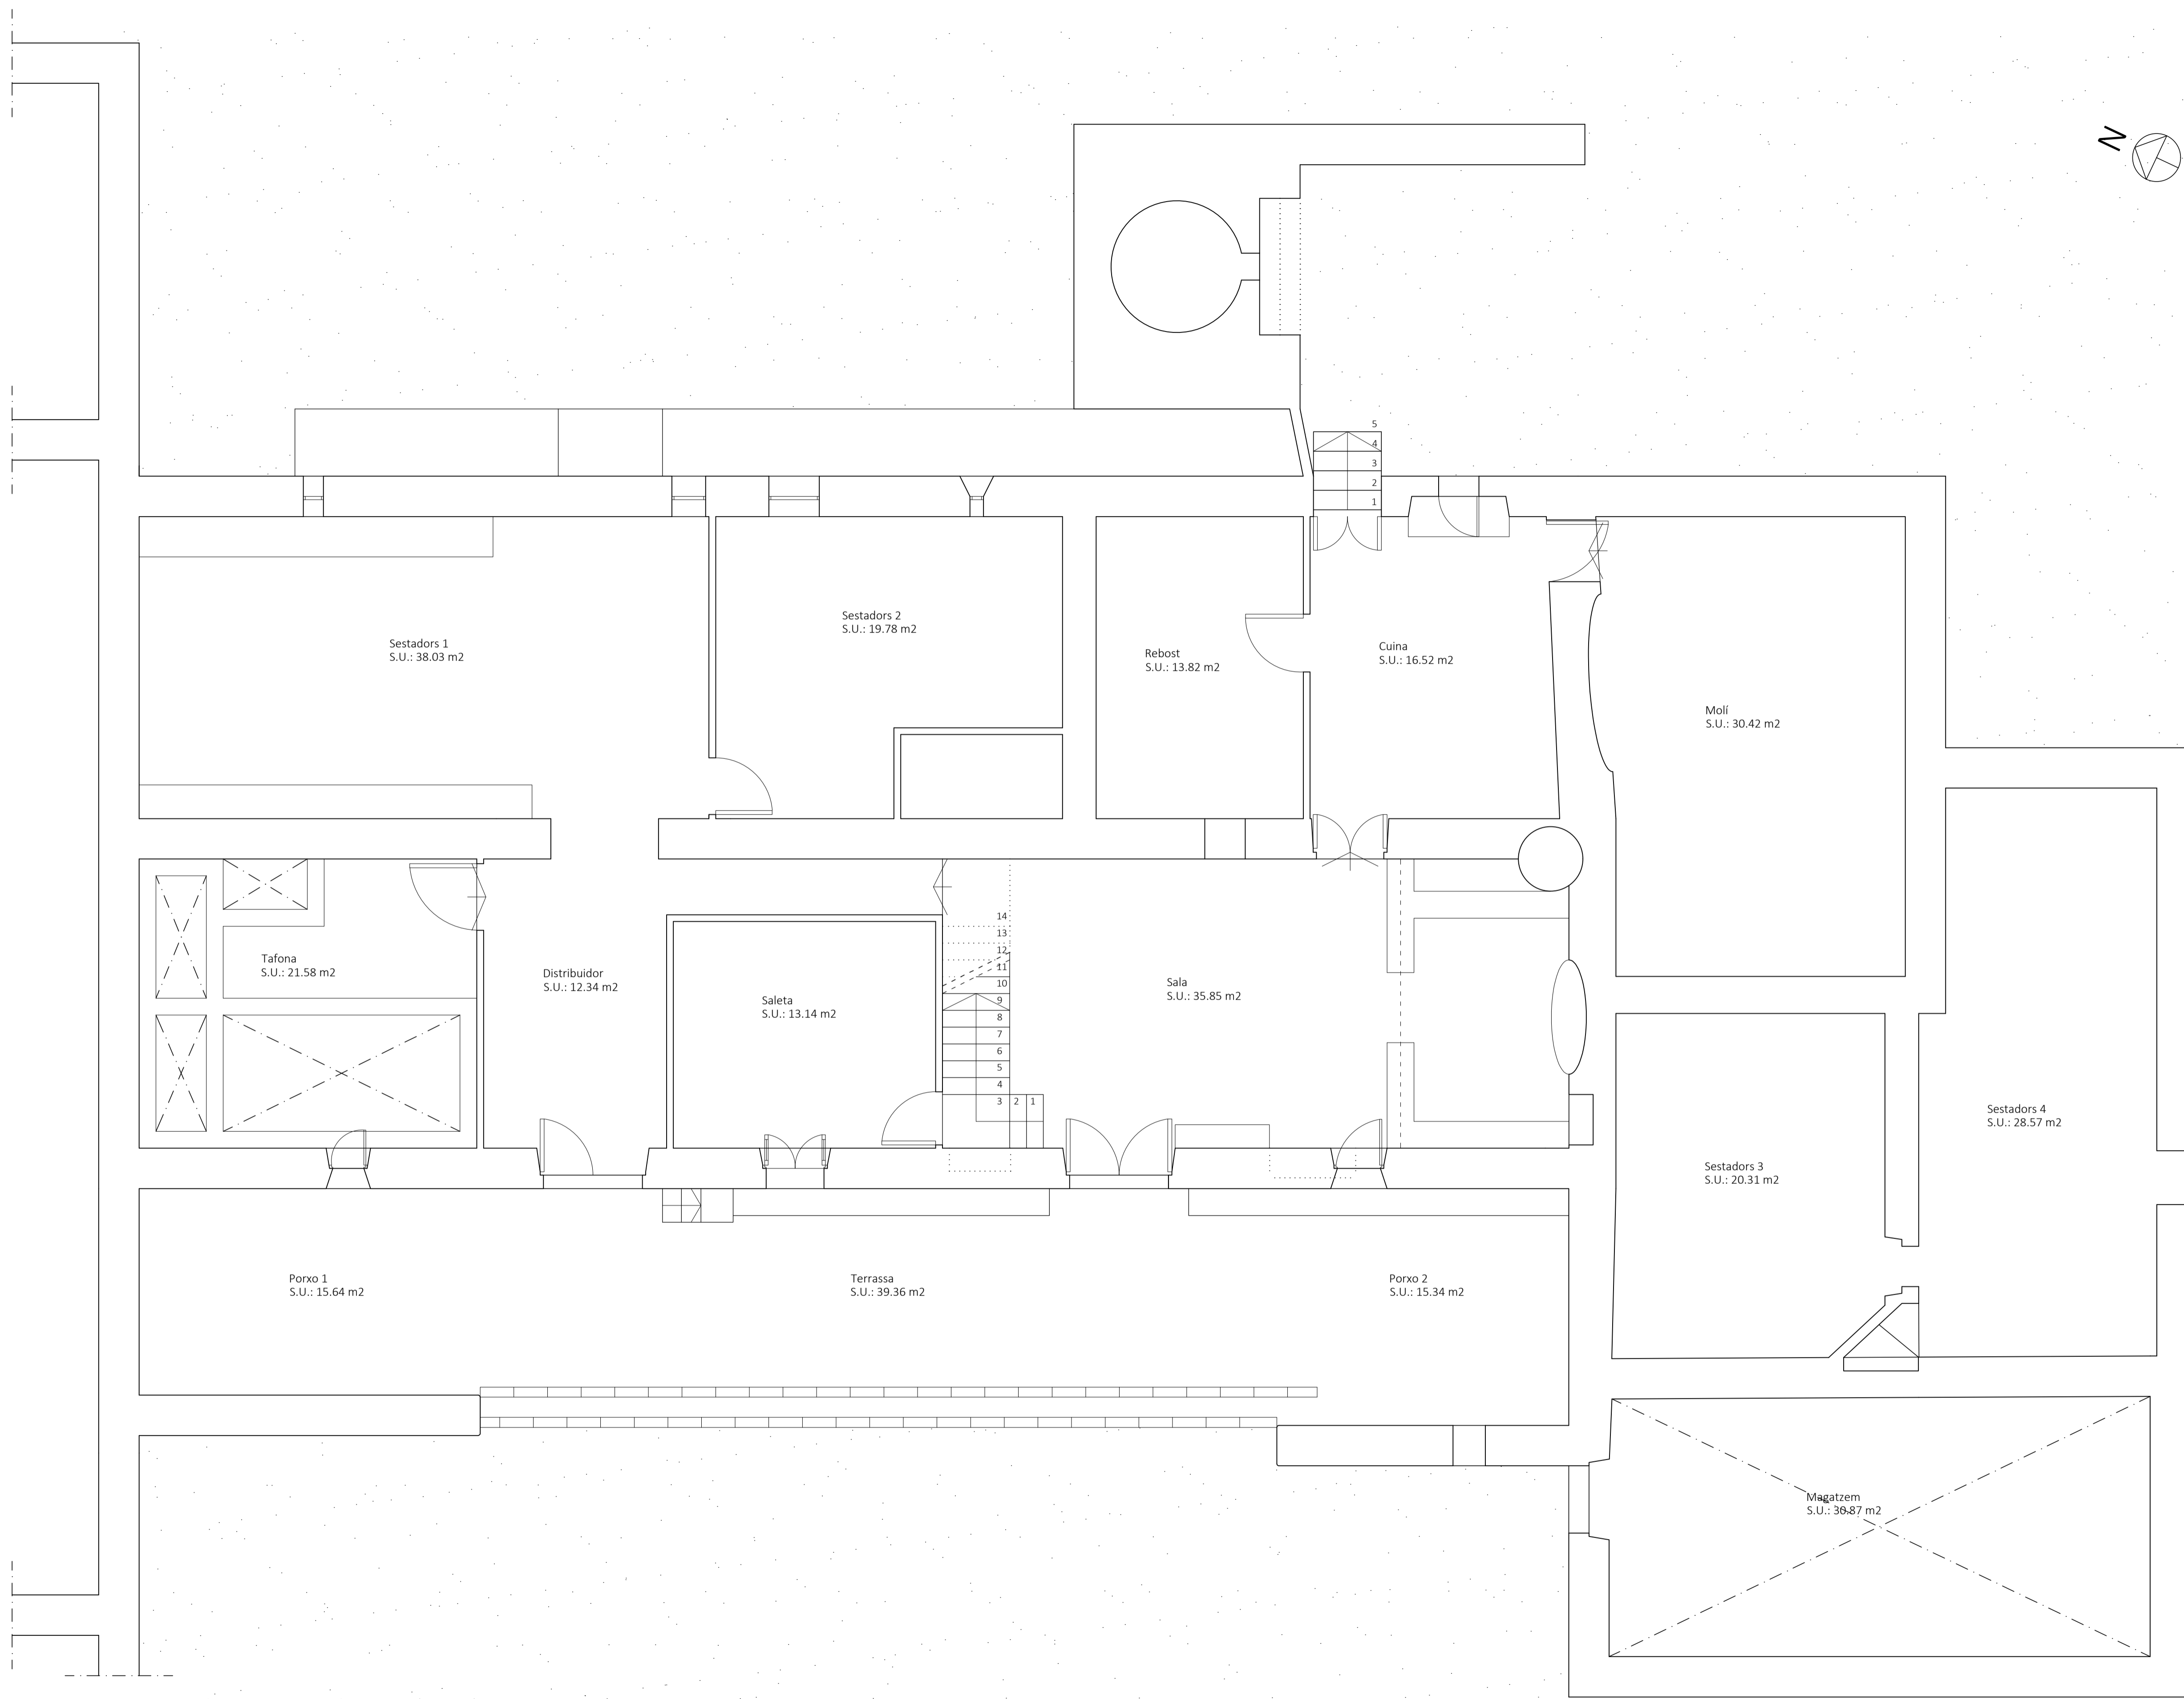 N
5
4
3
2
1
Sestadors 2
S.U.: 19.78 m2
Sestadors 1
S.U.: 38.03 m2
Rebost
S.U.: 13.82 m2
Cuina
S.U.: 16.52 m2
Molí
S.U.: 30.42 m2
14
13
12
11
10
9
8
7
6
5
4
3 2 1
Tafona
S.U.: 21.58 m2
Distribuidor
S.U.: 12.34 m2
Saleta
S.U.: 13.14 m2
Sala
S.U.: 35.85 m2
Sestadors 4
S.U.: 28.57 m2
Sestadors 3
S.U.: 20.31 m2
Porxo 1
S.U.: 15.64 m2
Terrassa
S.U.: 39.36 m2
Porxo 2
S.U.: 15.34 m2
Magatzem
S.U.: 30.87 m2